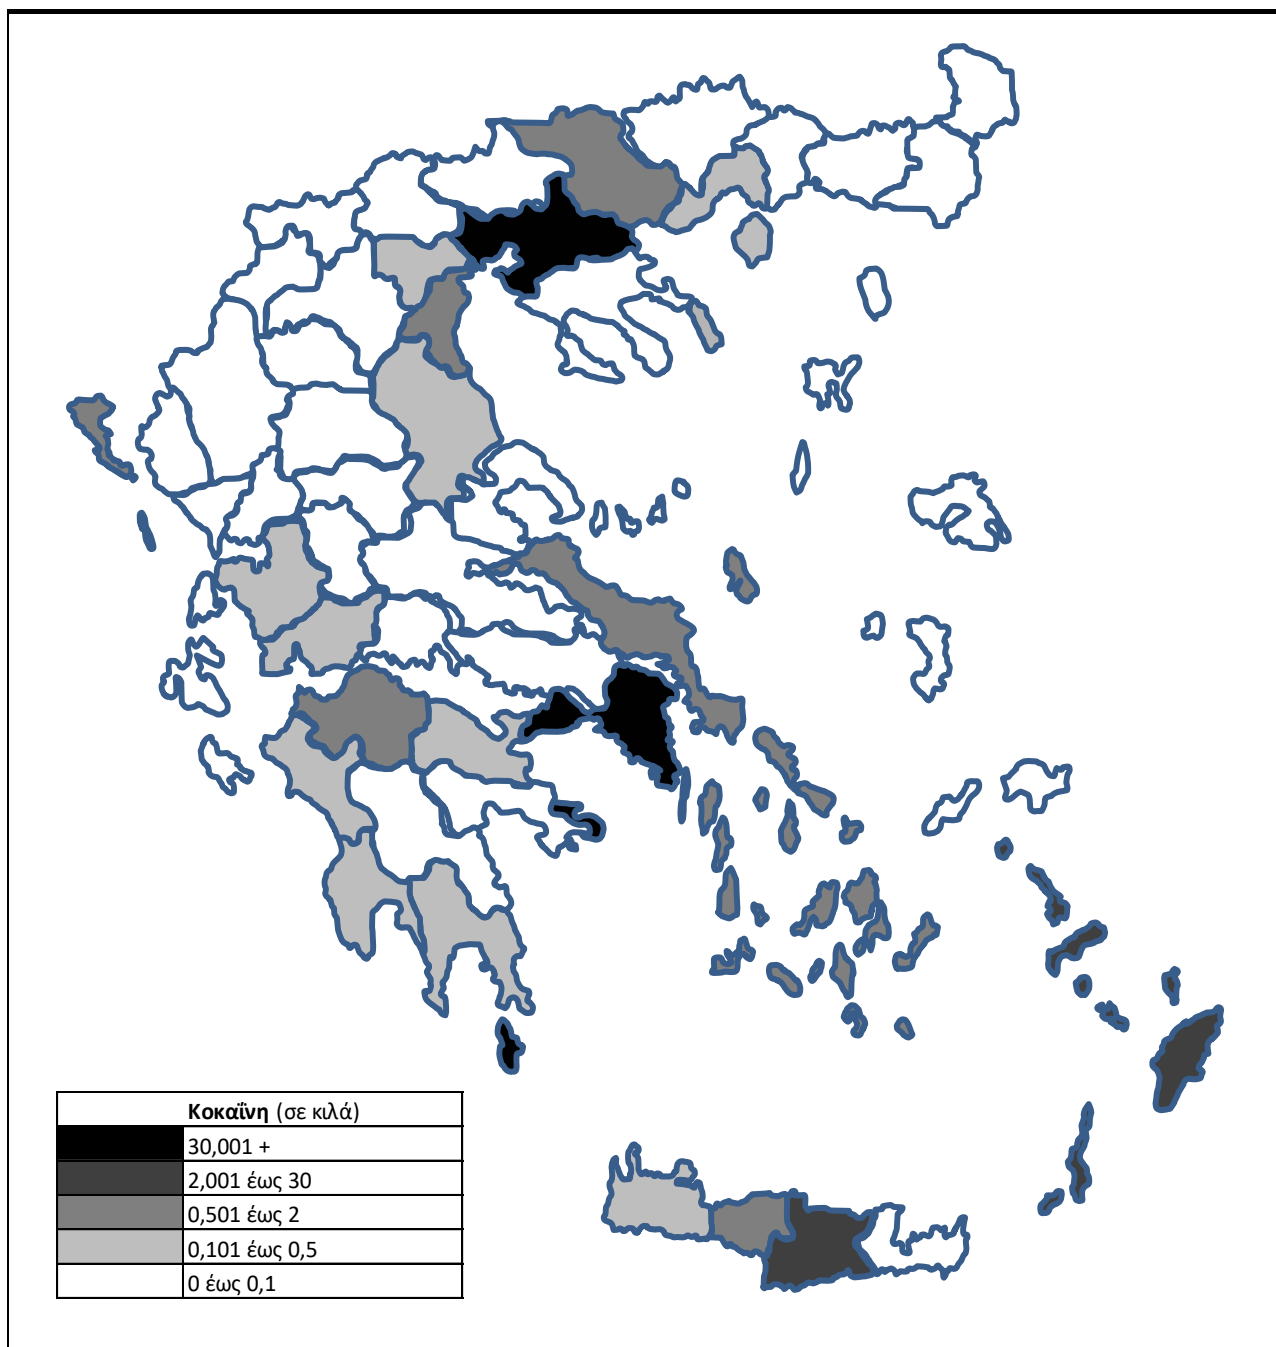 Κοκαΐνη (σε κιλά)
30,001 +
2,001 έως 30
0,501 έως 2
0,101 έως 0,5
0 έως 0,1